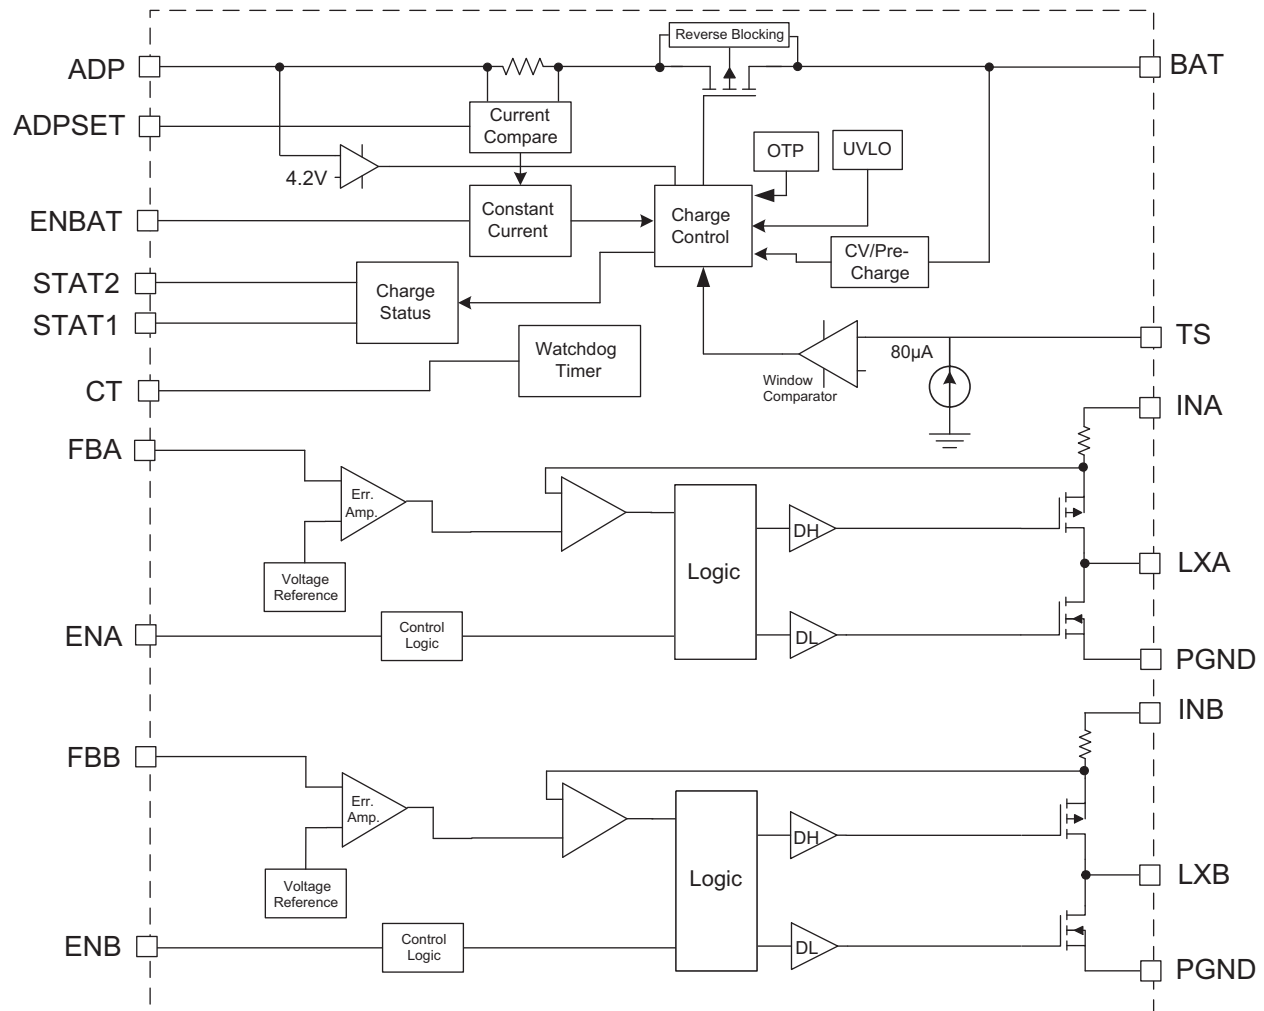 Reverse Blocking
ADP
BAT
ADPSET
Current
Compare
OTP
UVLO
4.2V
ENBAT
Constant
Current
Charge
Control
CV/Pre-
Charge
STAT2
STAT1
Charge
Status
Watchdog
Timer
CT
Window
Comparator
80µA
TS
INA
FBA
Err.
Amp.
Voltage
Reference
Logic
DH
LXA
ENA
Control
Logic
DL
PGND
INB
FBB
Err.
Amp.
Voltage
Reference
Logic
DH
LXB
ENB
Control
Logic
DL
PGND